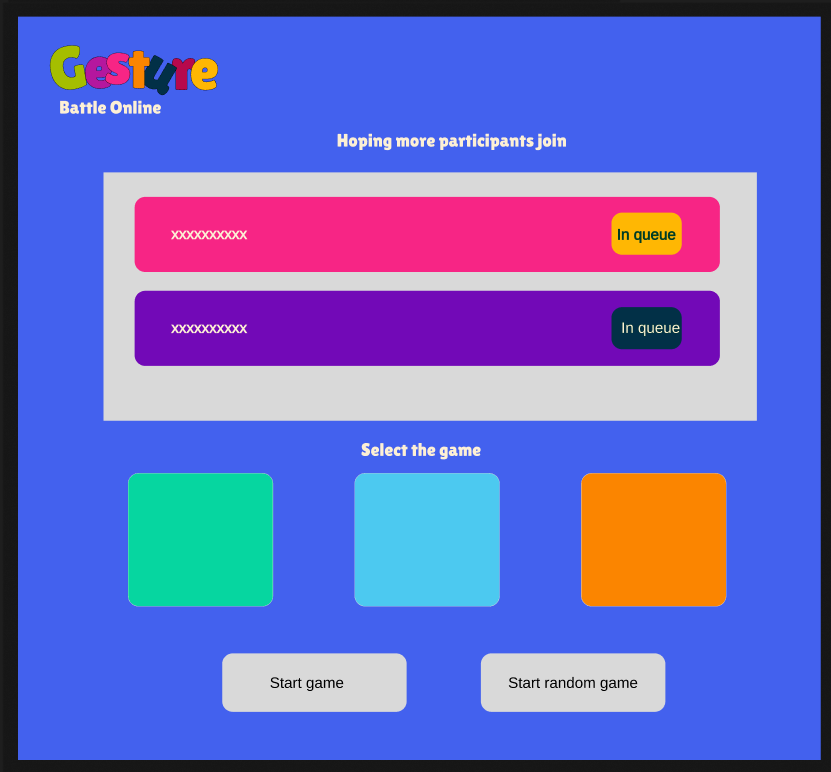 Gesture
Battle Online
Hoping more participants join
xxxxxxxxxx
In queue
xxxxxxxxxx
In queue
Select the game
Start game
Start random game